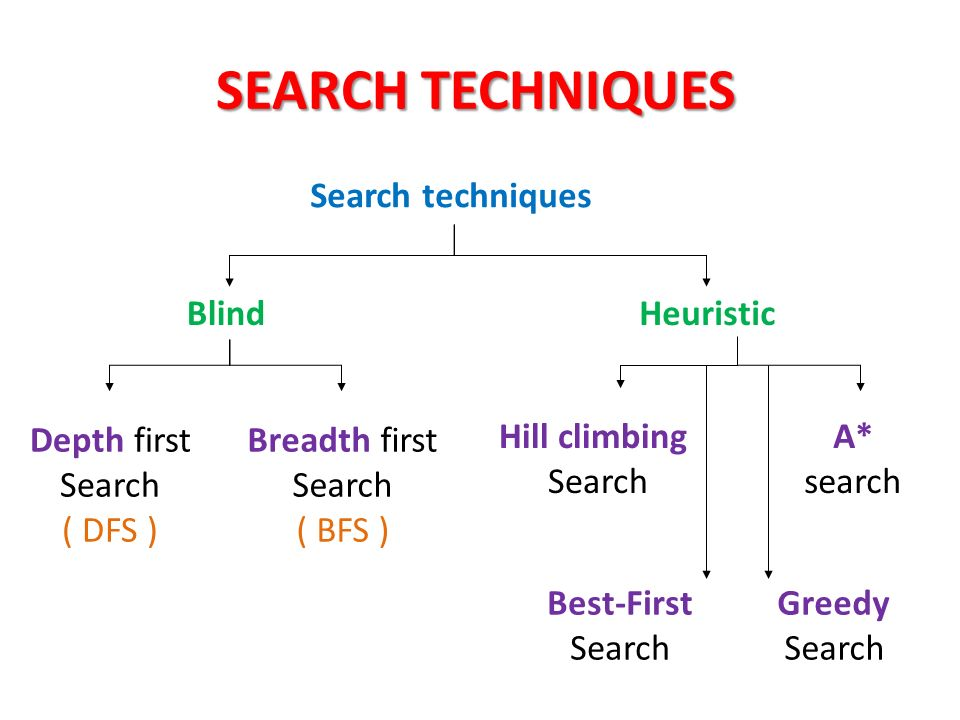 SEARCH TECHNIQUES
Search techniques
Blind
Heuristic
Depth first
Search
( DFS )
Breadth first
Search
( BFS )
Hill climbing
Search
A*
search
Best-First
Search
Greedy
Search